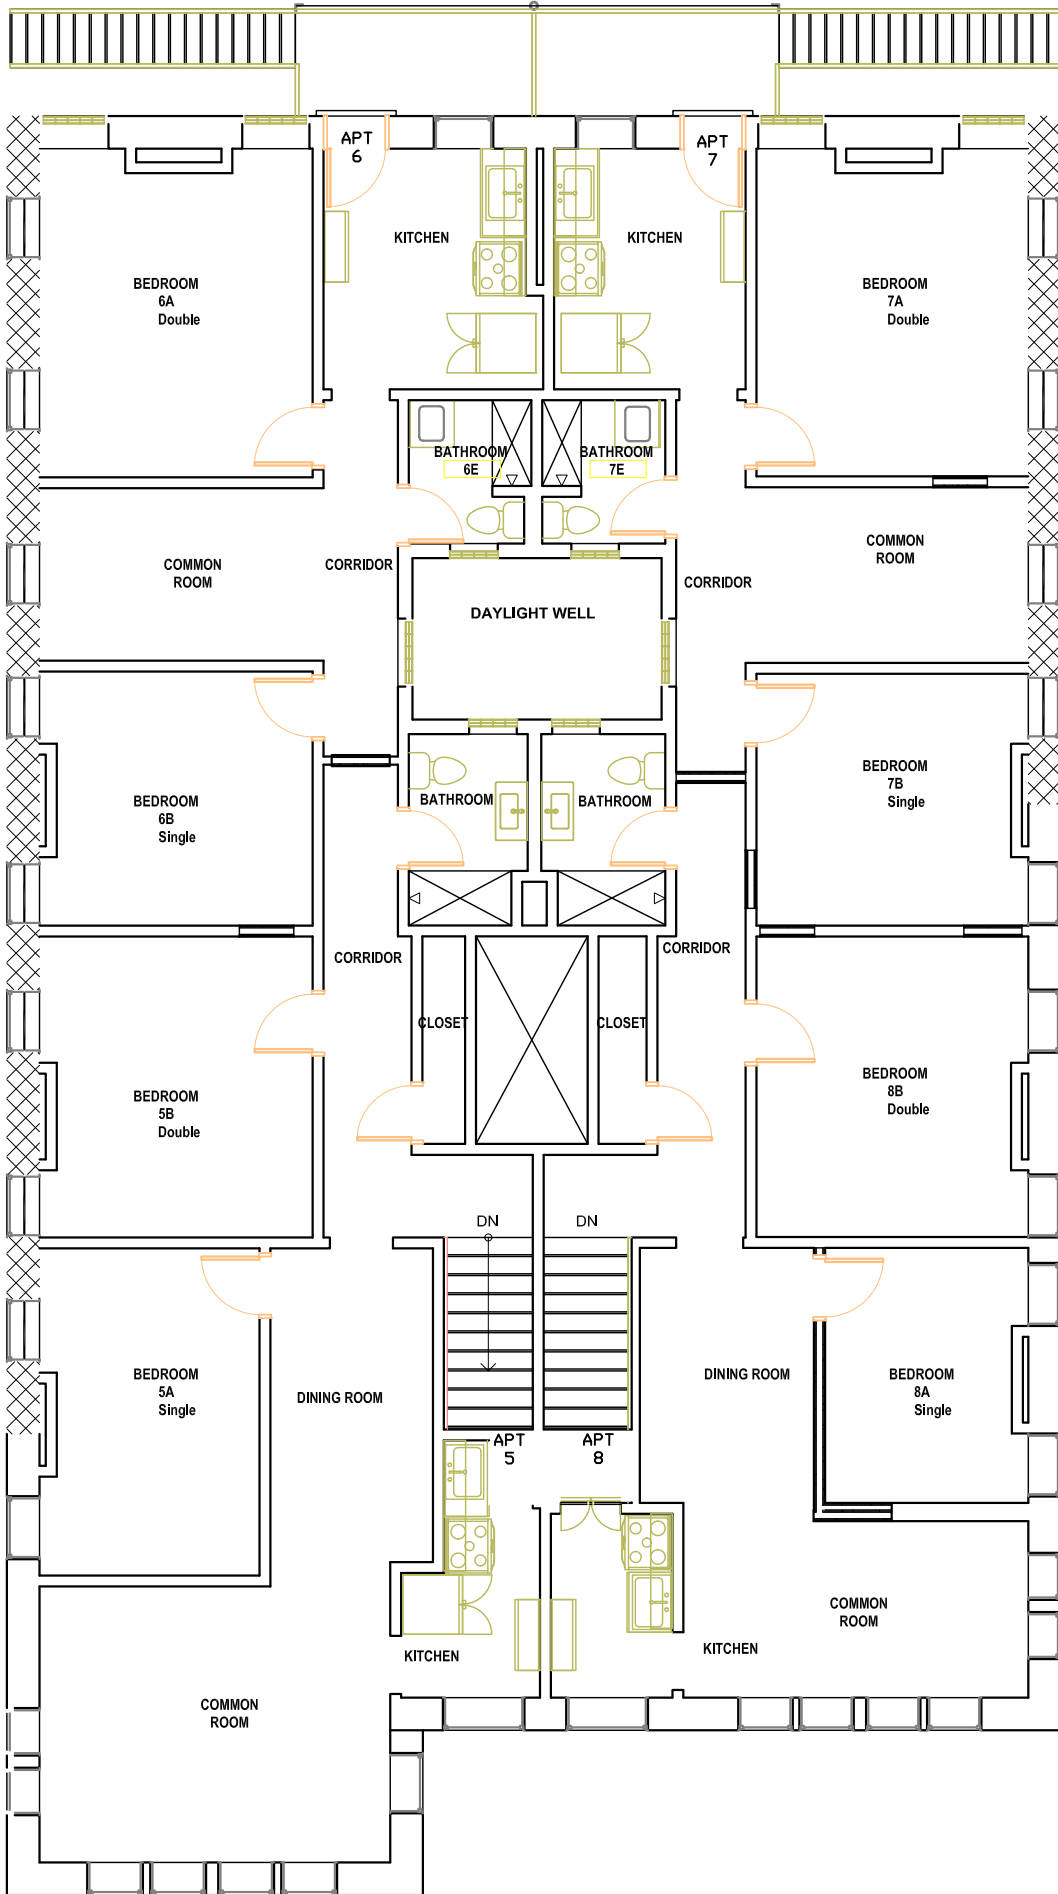 APT
6
APT
7
KITCHEN
KITCHEN
BEDROOM
6A
Double
BEDROOM
7A
Double
BATHROOM
6E
BATHROOM
7E
COMMON
ROOM
CORRIDOR
DAYLIGHT WELL
CORRIDOR
COMMON
ROOM
BEDROOM
6B
Single
BATHROOM
BATHROOM
BEDROOM
7B
Single
CORRIDOR
CORRIDOR
CLOSET
CLOSET
BEDROOM
5B
Double
BEDROOM
8B
Double
DN
DN
BEDROOM
5A
Single
DINING ROOM
DINING ROOM
BEDROOM
8A
Single
APT
5
APT
8
KITCHEN
KITCHEN
COMMON
ROOM
COMMON
ROOM